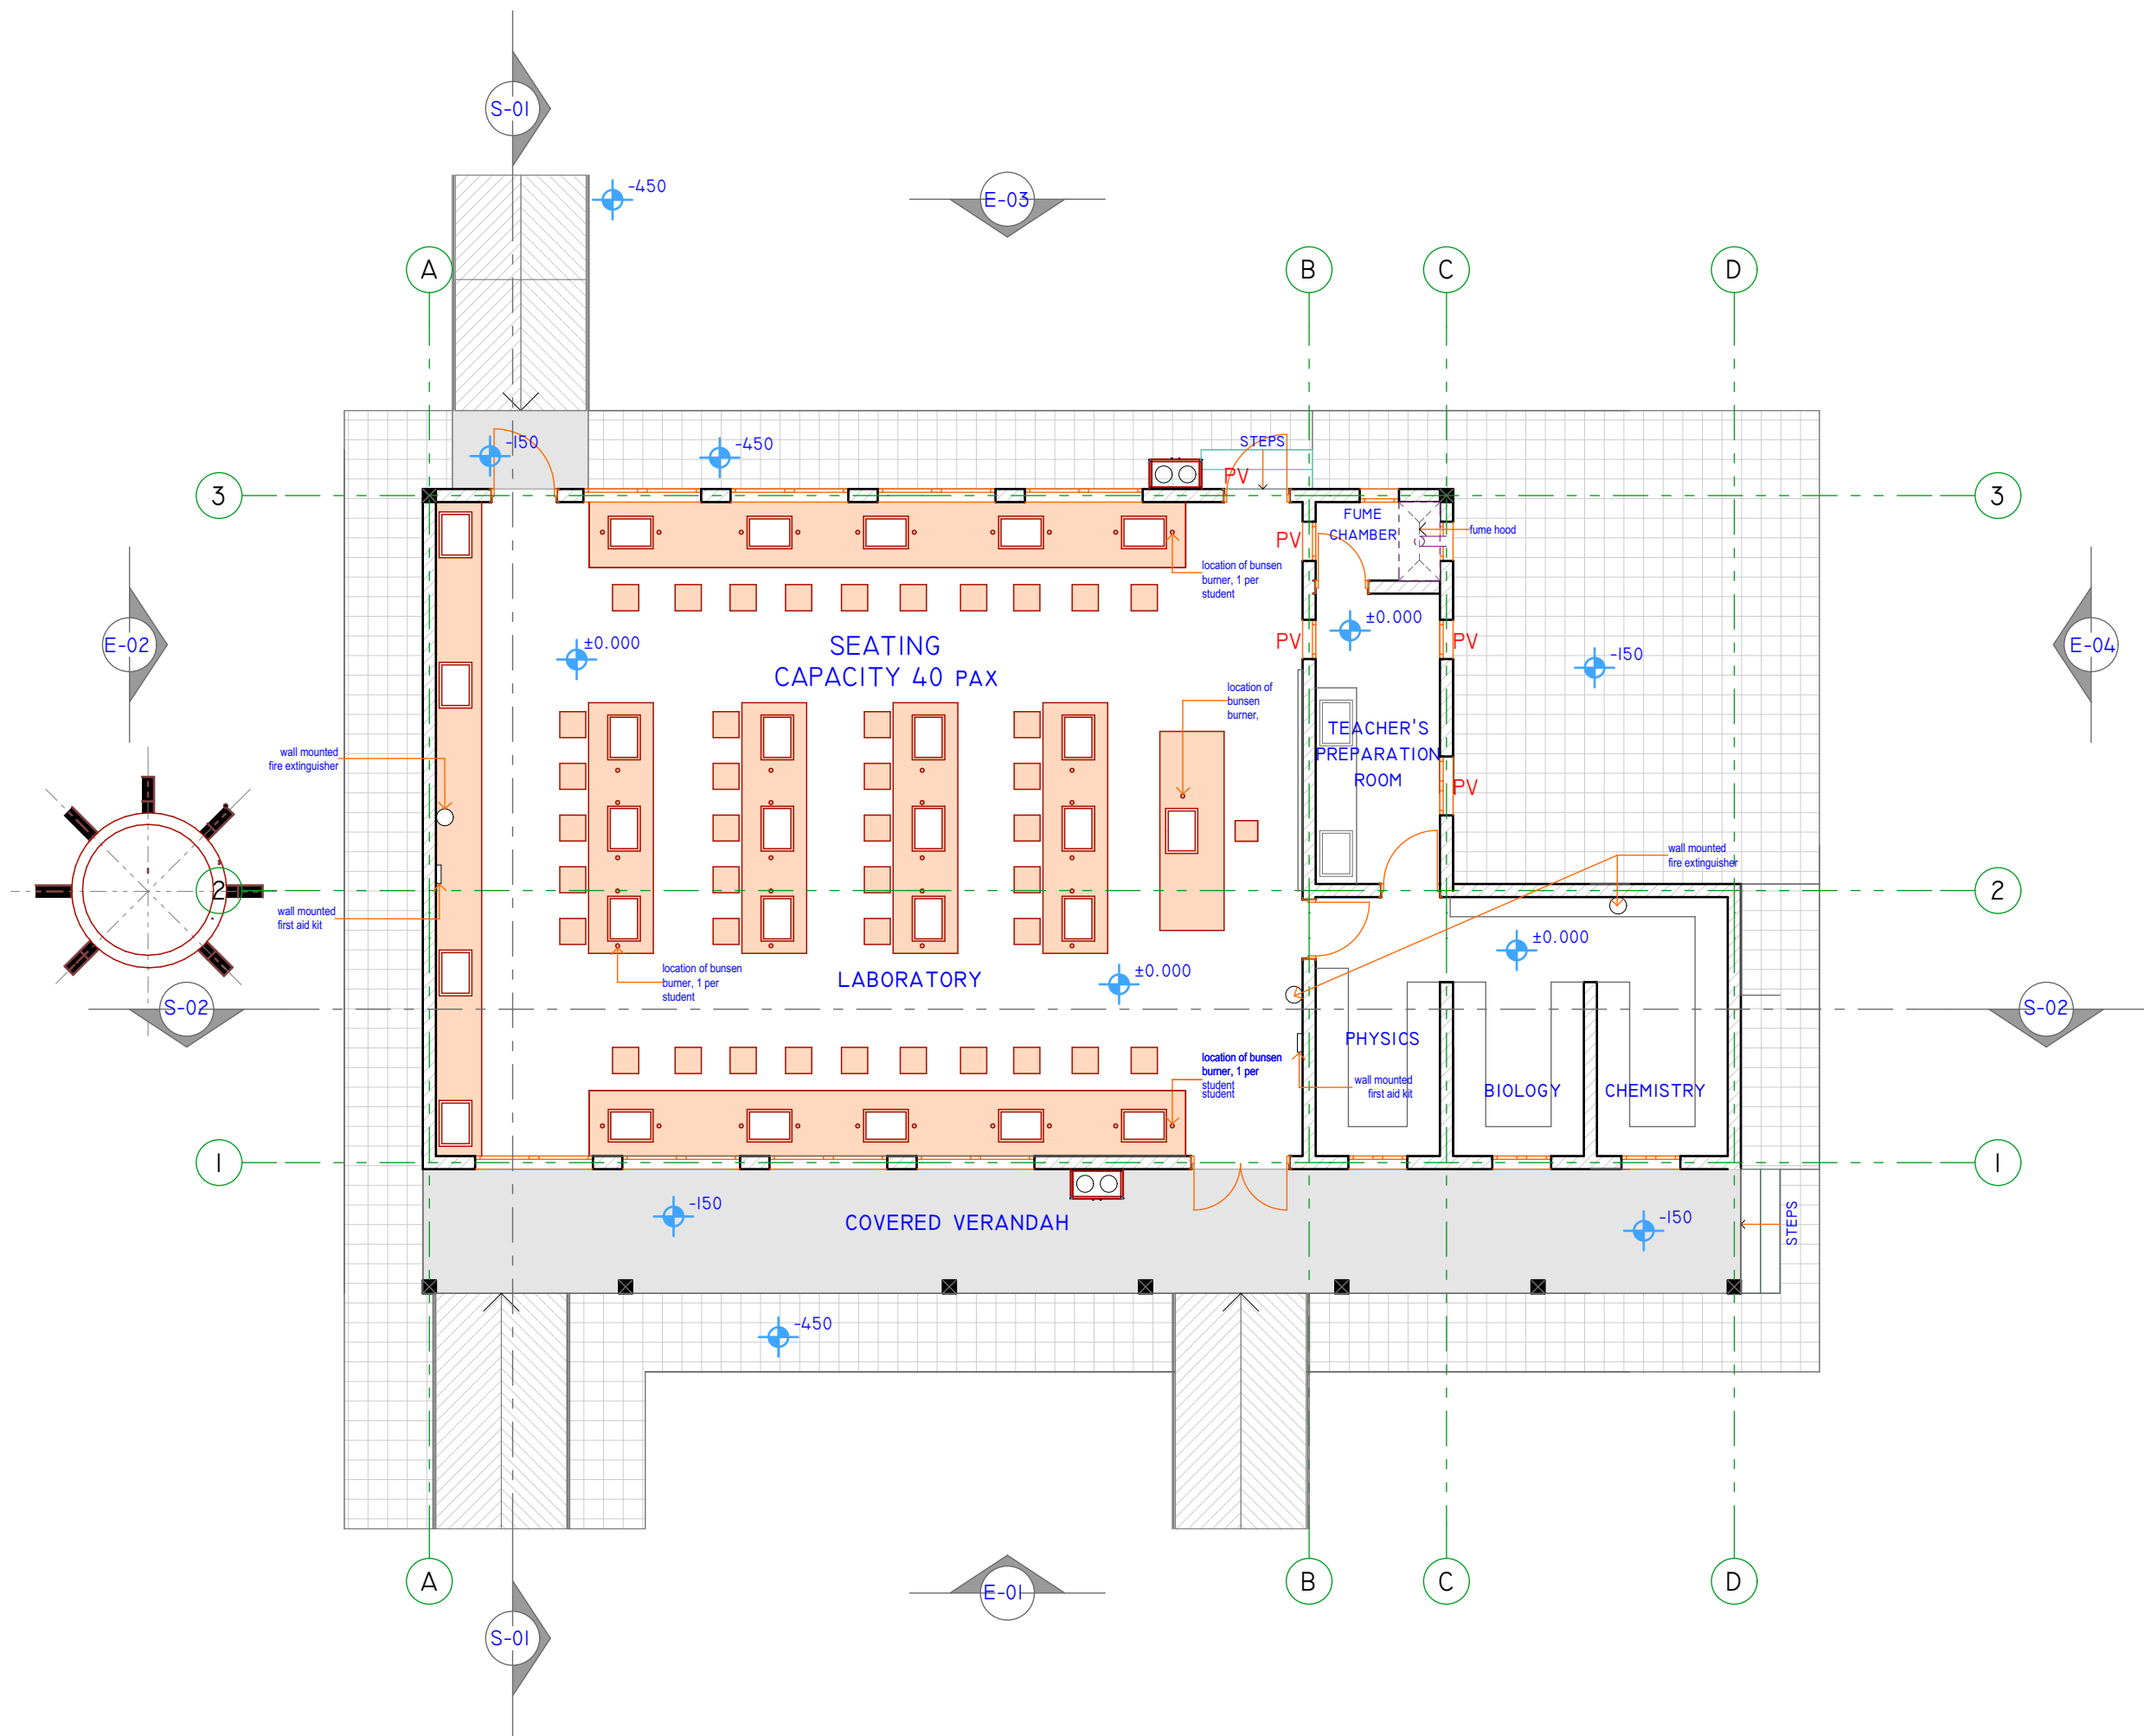 S-01
-450
E-03
A
B
C
D
-150
-450
STEPS
PV
3
3
FUME
CHAMBER
fume hood
PV
location of bunsen
burner, 1 per
student
±0.000
SEATING
CAPACITY 40 PAX
±0.000
PV
PV
-150
E-02
E-04
location of
bunsen
burner,
TEACHER'S
PREPARATION
ROOM
wall mounted
fire extinguisher
PV
wall mounted
fire extinguisher
2
2
wall mounted
first aid kit
±0.000
location of bunsen
burner, 1 per
student
LABORATORY
±0.000
S-02
S-02
PHYSICS
location of bunsen
burner, 1 per
student
student
wall mounted
first aid kit
BIOLOGY
CHEMISTRY
1
1
-150
COVERED VERANDAH
-150
STEPS
-450
A
B
C
D
E-01
S-01